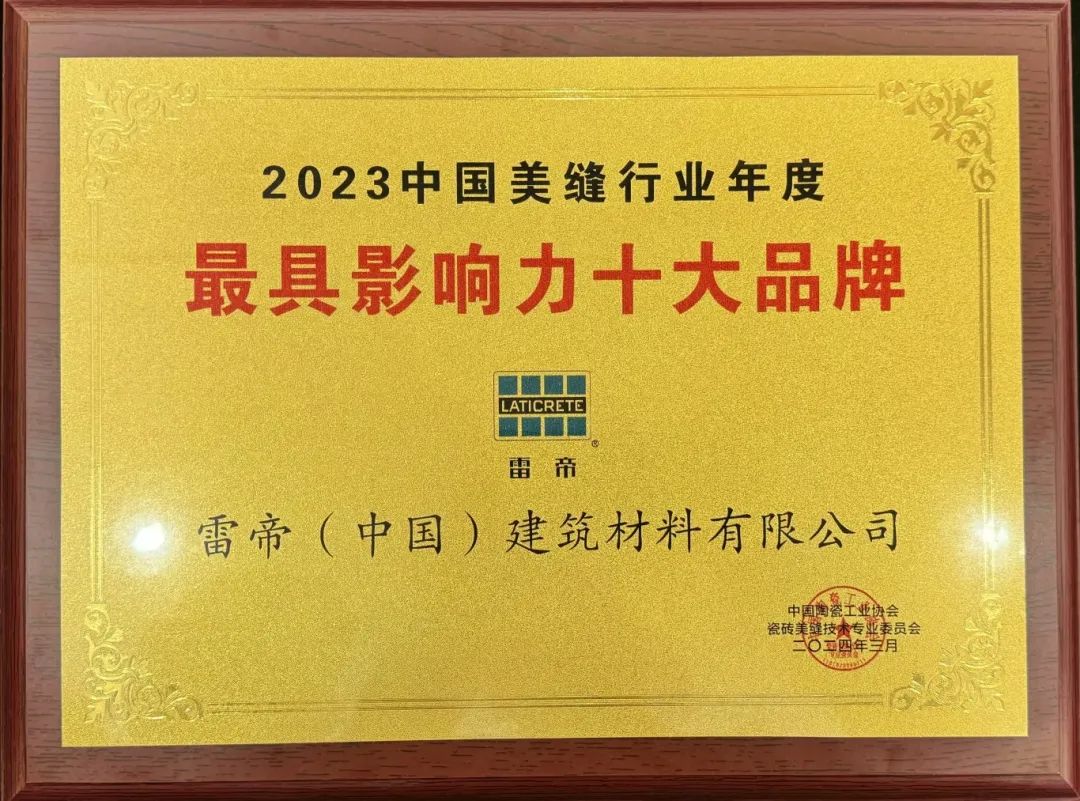 2023中国美缝行业年度
最具影响力十大品牌
LATICRETE
®
雷帝
雷帝（中国）建筑材料有限公司
中国陶瓷工业协会
瓷砖美缝技术专业委员会
二〇二四年三月